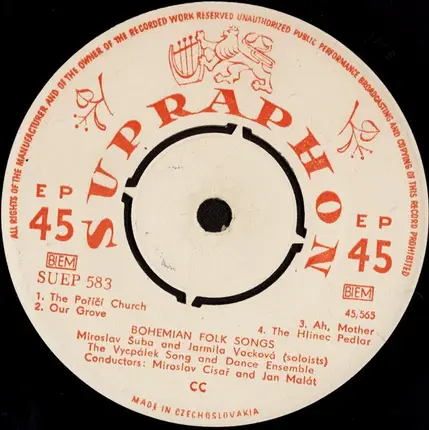 ALL RIGHTS OF THE MANUFACTURER AND OF THE OWNER OF THE RECORDED WORK RESERVED UNAUTHORIZED PUBLIC PERFORMANCE BROADCASTING AND COPYING OF THIS RECORD PROHIBITED
SUPRAPHON
EP
45
EP
45
BIEM
SUEP 583
BIEM
45,565
1. The Poříčí Church
2. Our Grove
3. Ah, Mother
4. The Hlinec Pedlar
BOHEMIAN FOLK SONGS
Miroslav Šuba and Jarmila Vacková (soloists)
The Vycpálek Song and Dance Ensemble
Conductors: Miroslav Císař and Jan Malát
CC
MADE IN CZECHOSLOVAKIA